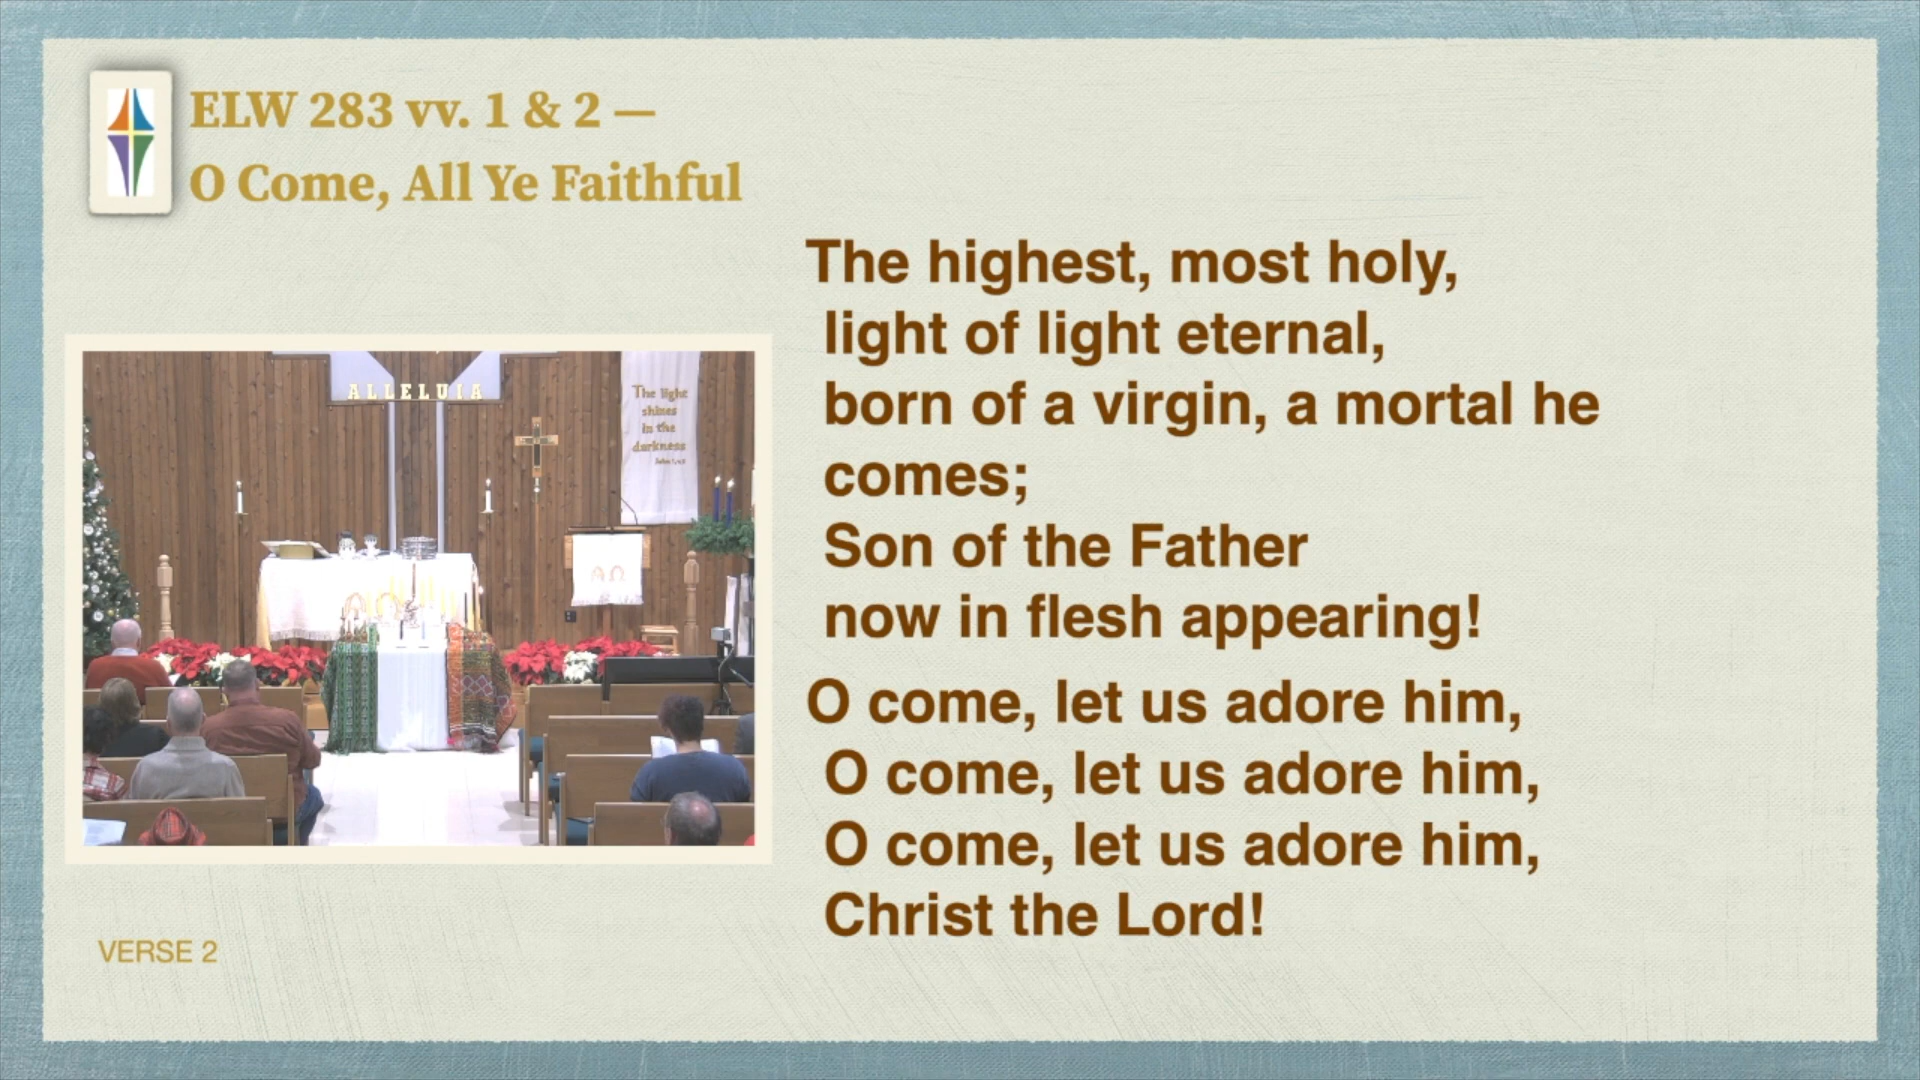 ELW 283 vv. 1 & 2 —
O Come, All Ye Faithful
The highest, most holy,
light of light eternal,
born of a virgin, a mortal he
comes;
Son of the Father
now in flesh appearing!
O come, let us adore him,
O come, let us adore him,
O come, let us adore him,
Christ the Lord!
ALLELUIA
The light
shines
in the
darkness
VERSE 2